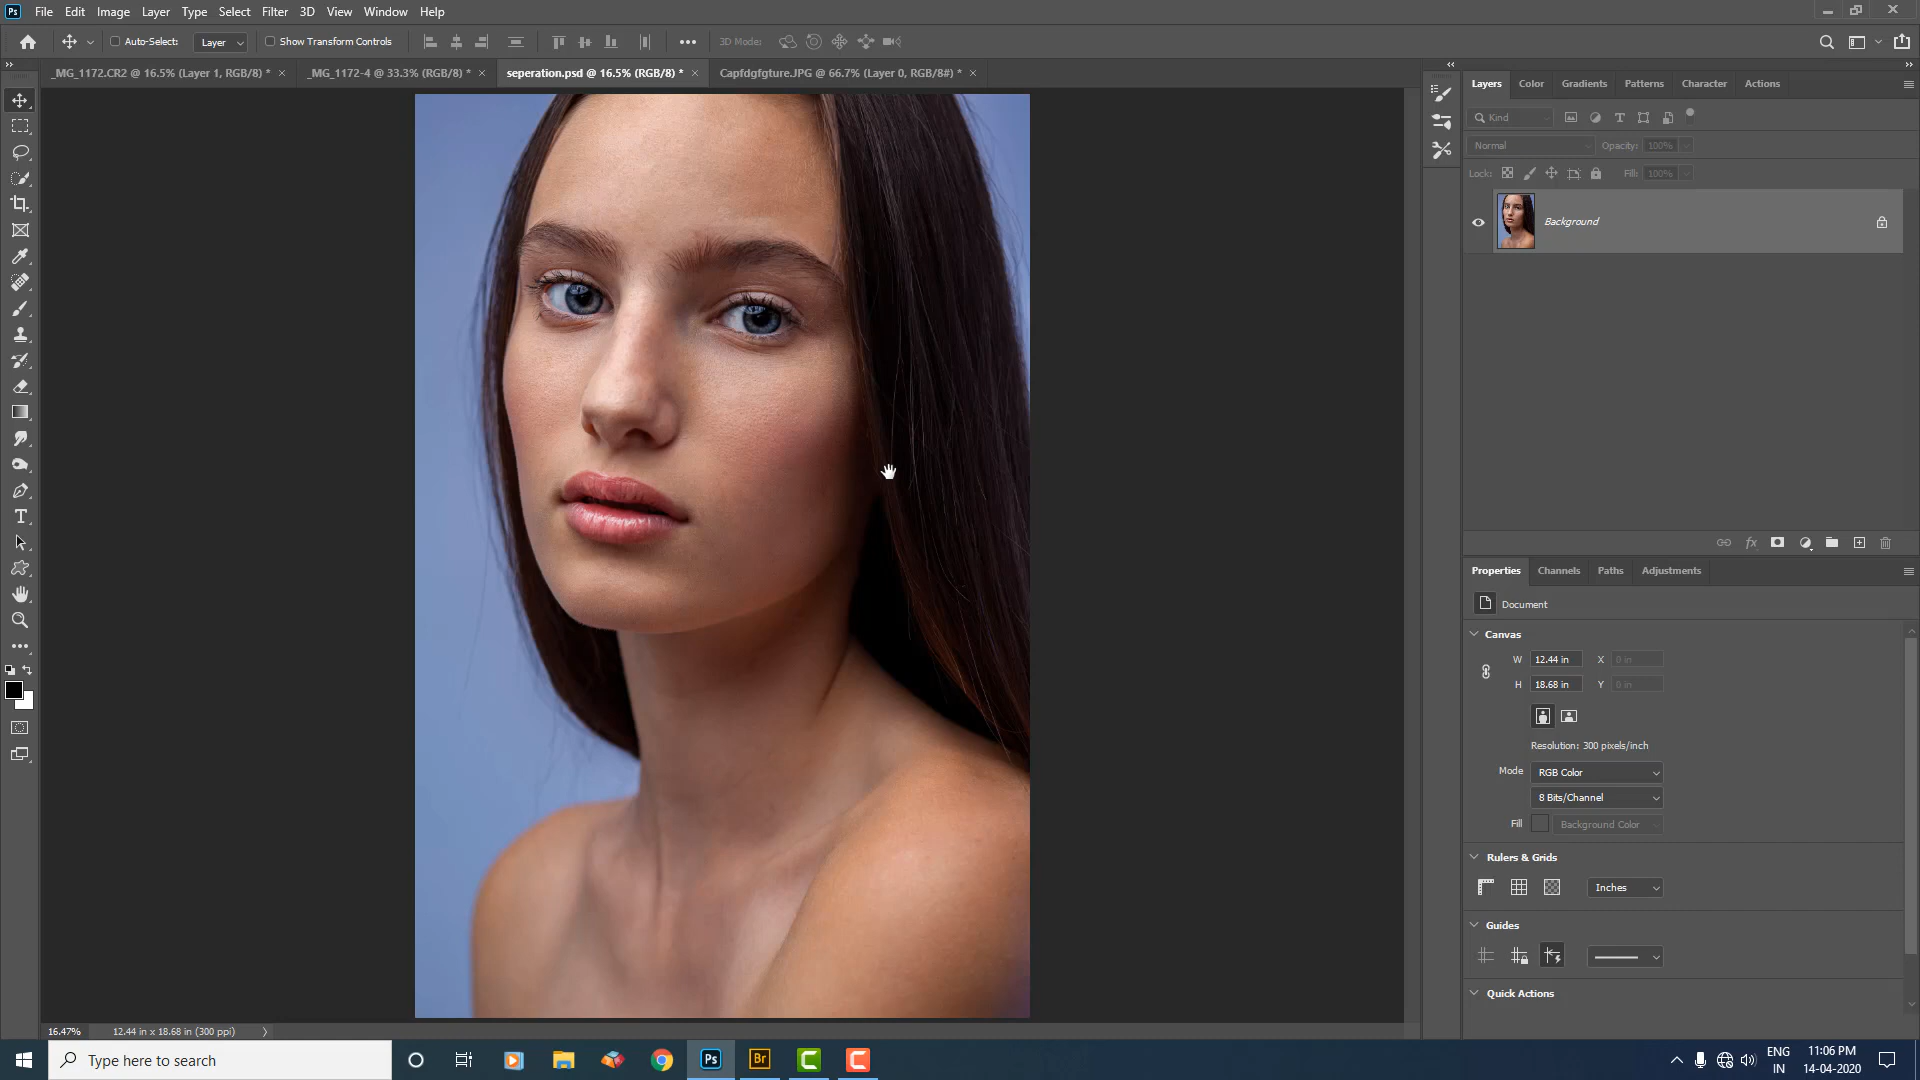 Ps File Edit Image Layer Type Select Filter 3D View Window Help
Auto-Select: Layer Show Transform Controls 3D Mode:
_MG_1172.CR2 @ 16.5% (Layer 1, RGB/8) * _MG_1172-4 @ 33.3% (RGB/8) * seperation.psd @ 16.5% (RGB/8) * Capfdgfgture.JPG @ 66.7% (Layer 0, RGB/8#) *
Layers Color Gradients Patterns Character Actions
Kind
Normal Opacity: 100%
Lock: Fill: 100%
Background
fx
Properties Channels Paths Adjustments
Document
Canvas
W 12.44 in X 0 in
H 18.68 in Y 0 in
Resolution: 300 pixels/inch
Mode RGB Color
8 Bits/Channel
Fill Background Color
Rulers & Grids
Inches
Guides
Quick Actions
16.47% 12.44 in x 18.68 in (300 ppi)
Type here to search
Ps Br C C
ENG
IN
11:06 PM
14-04-2020